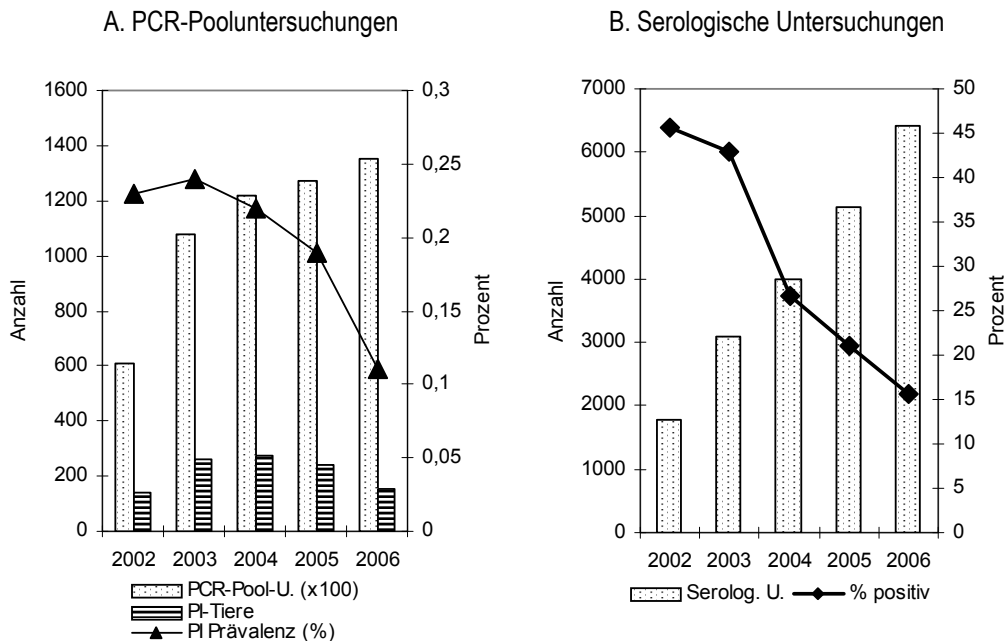 A. PCR-Pooluntersuchungen
1600
1400
1200
1000
800
600
400
200
0
Anzahl
0,3
0,25
0,2
0,15
0,1
0,05
0
Prozent
2002 2003 2004 2005 2006
PCR-Pool-U. (x100)
PI-Tiere
PI Prävalenz (%)
B. Serologische Untersuchungen
7000
6000
5000
4000
3000
2000
1000
0
Anzahl
50
45
40
35
30
25
20
15
10
5
0
Prozent
2002 2003 2004 2005 2006
Serolog. U. % positiv